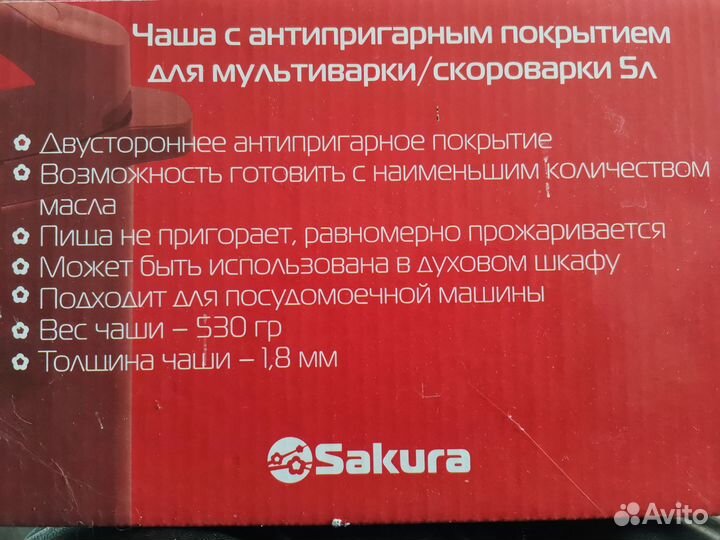 Чаша с антипригарным покрытием
для мультиварки/скороварки 5л
Двустороннее антипригарное покрытие
Возможность готовить с наименьшим количеством
масла
Пища не пригорает, равномерно прожаривается
Может быть использована в духовом шкафу
Подходит для посудомоечной машины
Вес чаши – 530 гр
Толщина чаши – 1,8 мм
Sakura
Avito